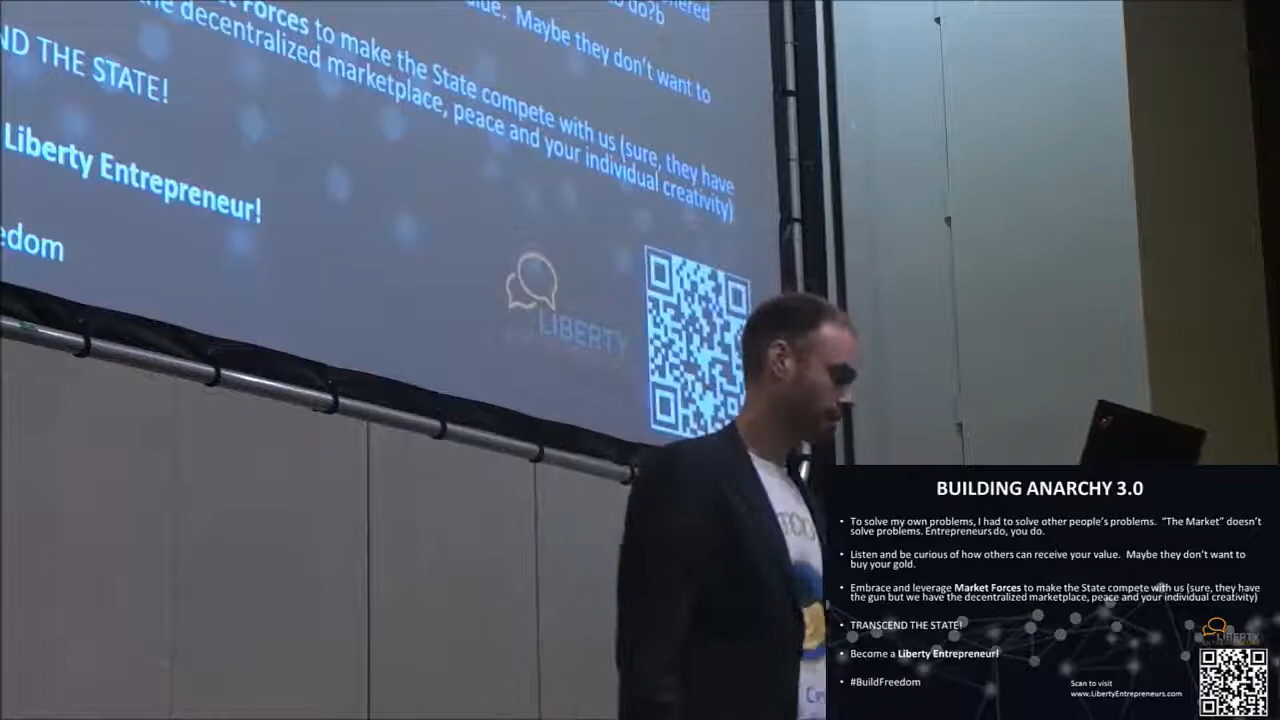 ffered
do?b
Maybe they don't want to
Forces to make the State compete with us (sure, they have
decentralized marketplace, peace and your individual creativity)
ND THE STATE!
Liberty Entrepreneur!
edom
LIBERTY
BUILDING ANARCHY 3.0
• To solve my own problems, I had to solve other people's problems. "The Market" doesn't
solve problems. Entrepreneurs do, you do.
• Listen and be curious of how others can receive your value. Maybe they don't want to
buy your gold.
• Embrace and leverage Market Forces to make the State compete with us (sure, they have
the gun but we have the decentralized marketplace, peace and your individual creativity)
• TRANSCEND THE STATE!
• Become a Liberty Entrepreneur!
• #BuildFreedom
LIBERTY
Scan to visit
www.LibertyEntrepreneurs.com